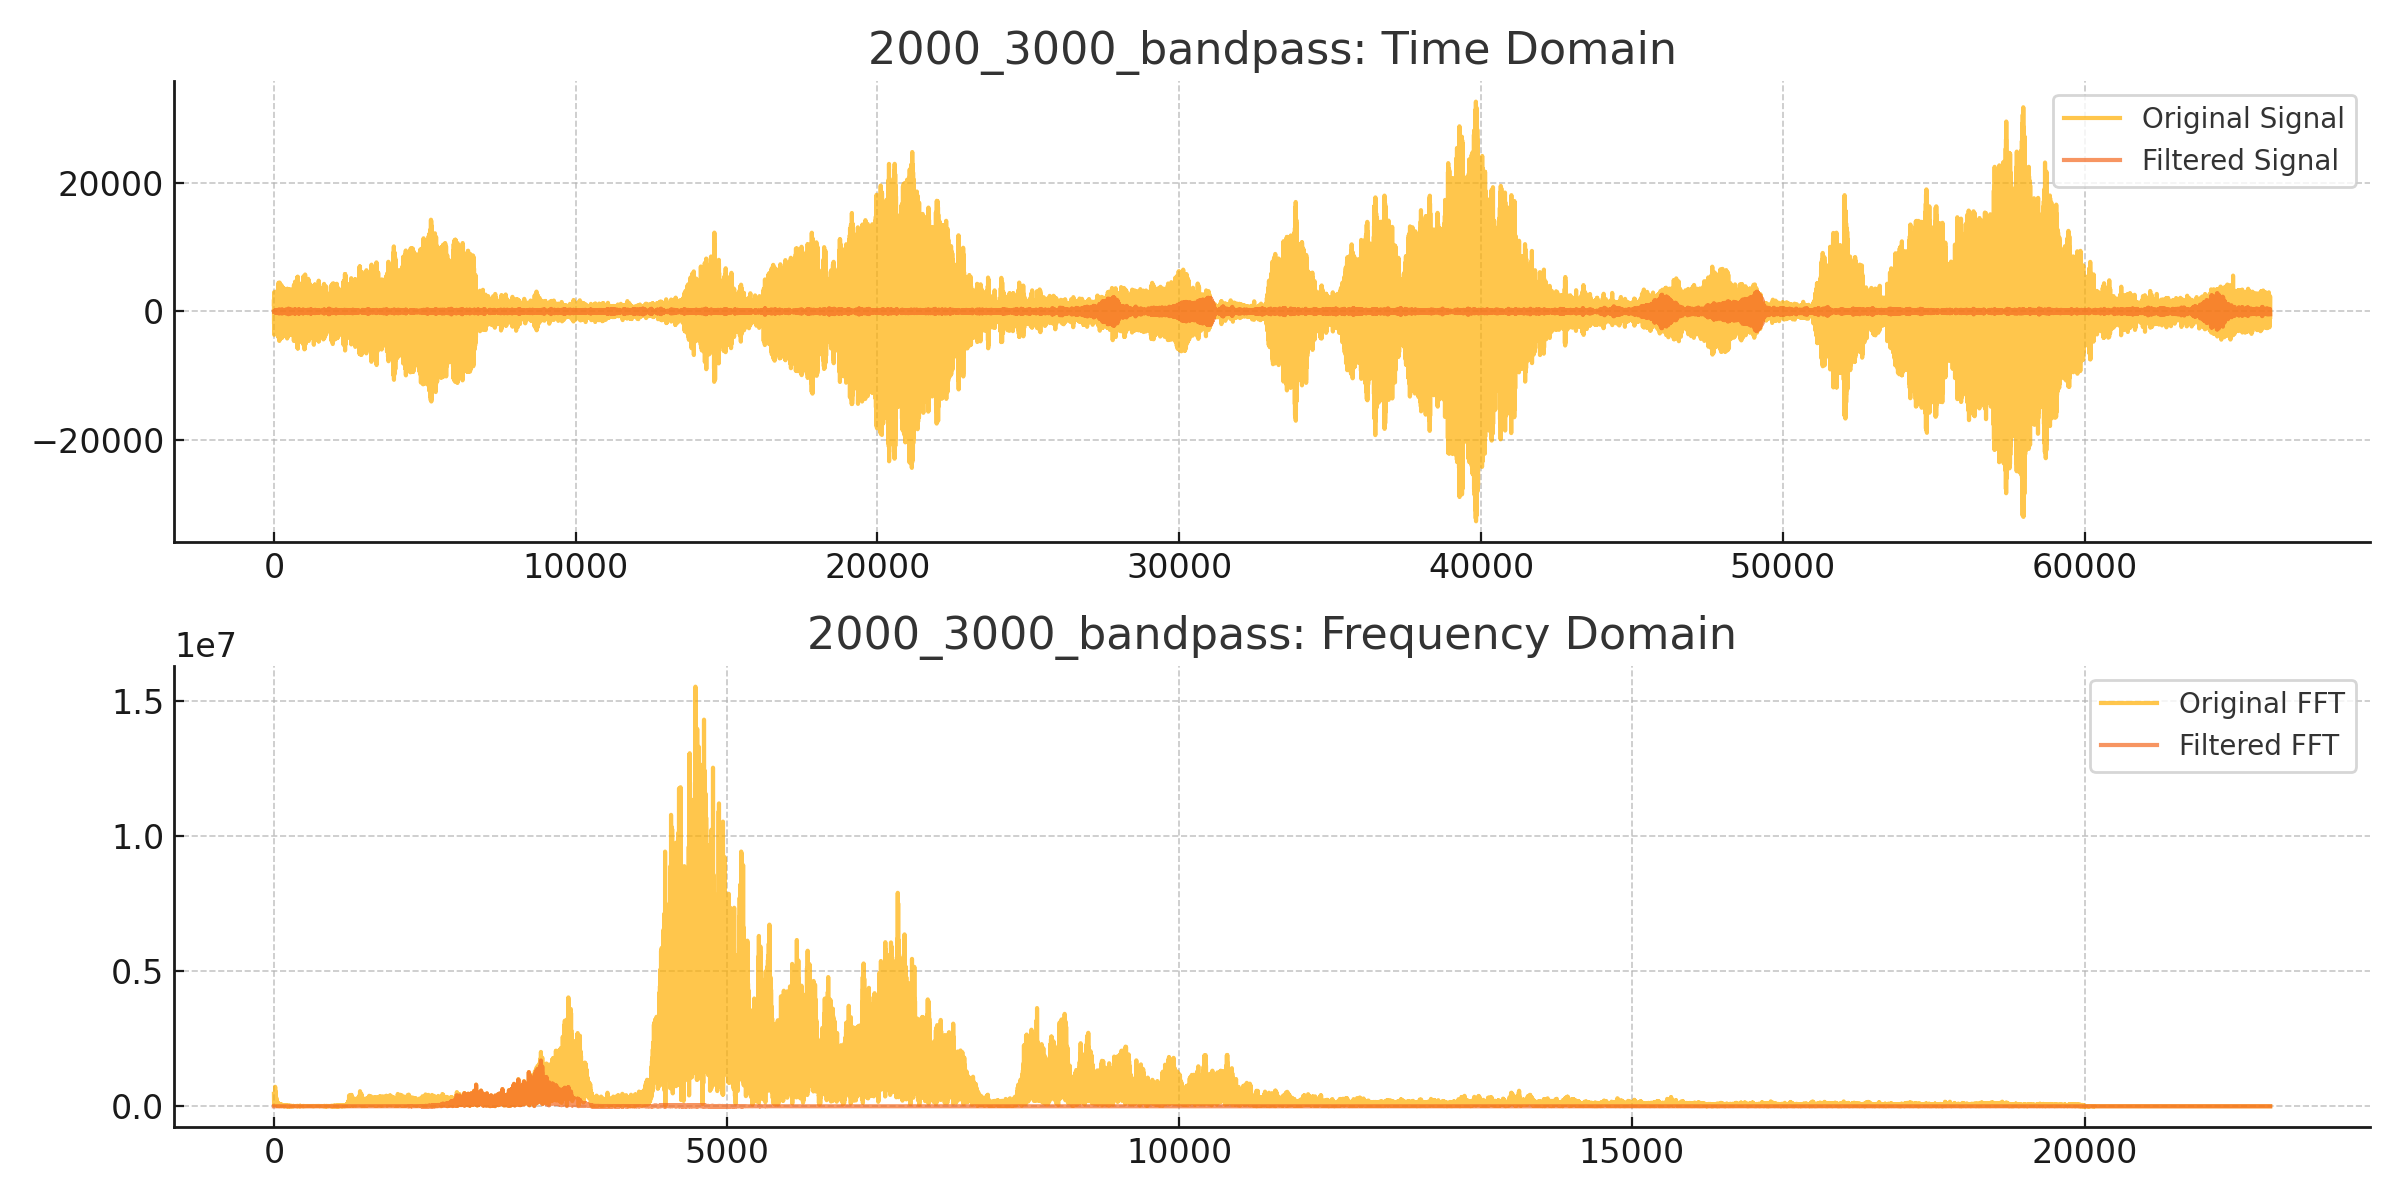 2000_3000_bandpass: Time Domain
Original Signal
Filtered Signal
20000
0
−20000
0 10000 20000 30000 40000 50000 60000
2000_3000_bandpass: Frequency Domain
1e7
Original FFT
Filtered FFT
1.5
1.0
0.5
0.0
0 5000 10000 15000 20000